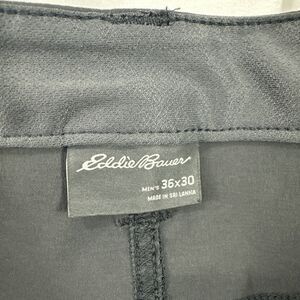 Eddie Bauer
MEN'S 36x30
MADE IN SRI LANKA